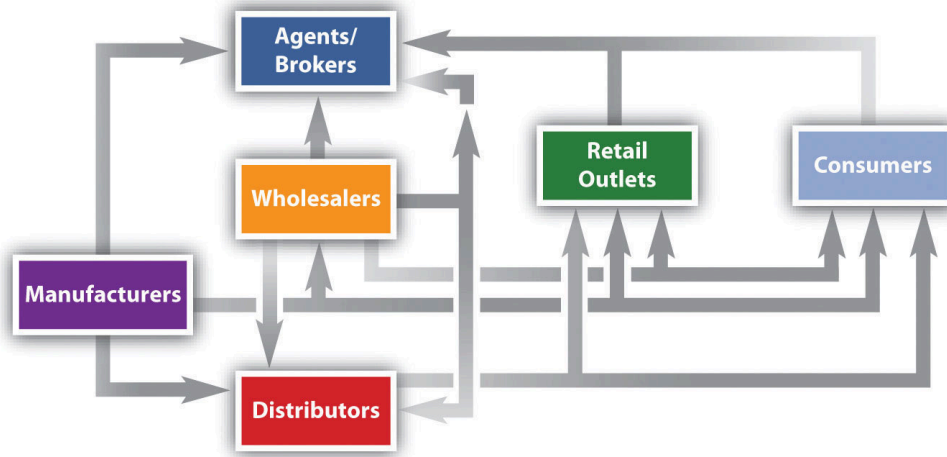 Agents/
Brokers
Retail
Outlets
Consumers
Wholesalers
Manufacturers
Distributors